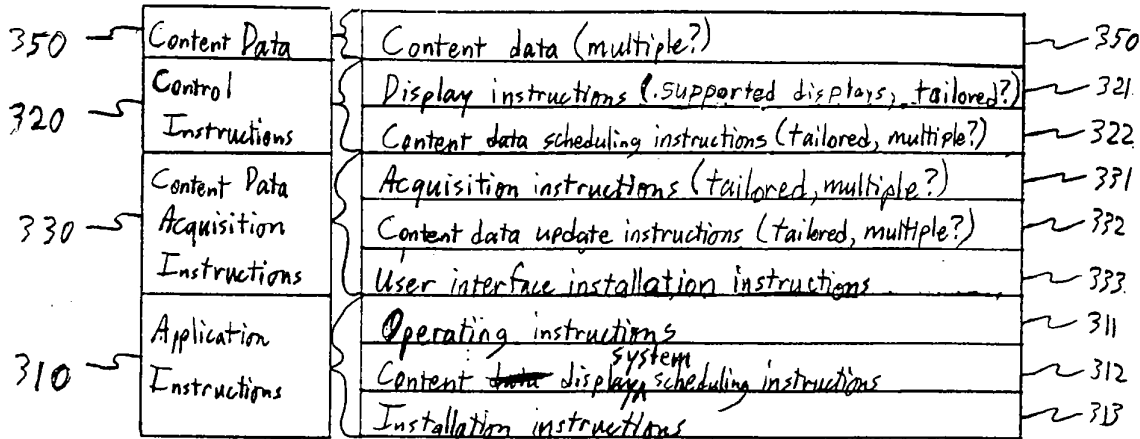 350 Content Data Content data (multiple?) 350
320 Control Instructions Display instructions (.supported displays, tailored?) 321
Content data scheduling instructions (tailored, multiple?) 322
330 Content Data Acquisition Instructions Acquisition instructions (tailored, multiple?) 331
Content data update instructions (tailored, multiple?) 332
User interface installation instructions 333
310 Application Instructions Operating instructions 311
Content display system scheduling instructions 312
Installation instructions 313